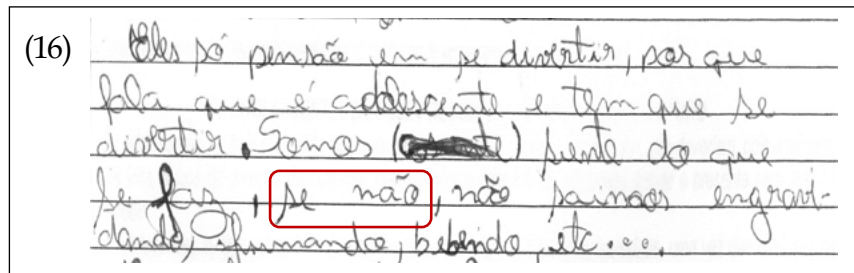 (16) Eles só pensão em se divertir, por que
fala que é adolescente e tem que se
divertir. Somos () siente do que
se faz, se não, não saimos engravi-
dando, fumando, bebendo, etc...